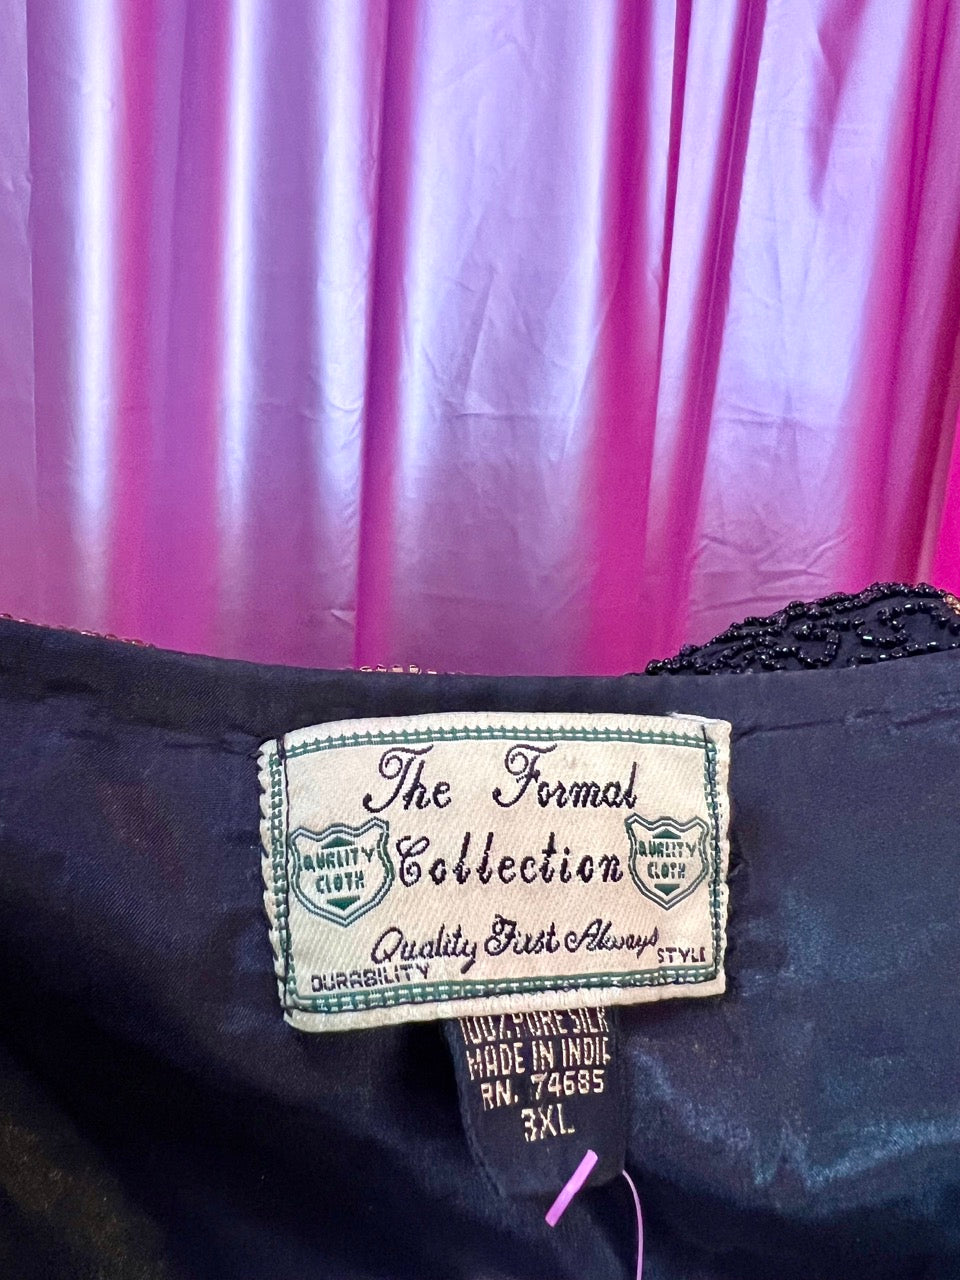 The Formal
QUALITY CLOTH
Collection
QUALITY CLOTH
Quality First Always
DURABILITY
STYLE
100% PURE SILK
MADE IN INDIA
RN. 74685
3XL